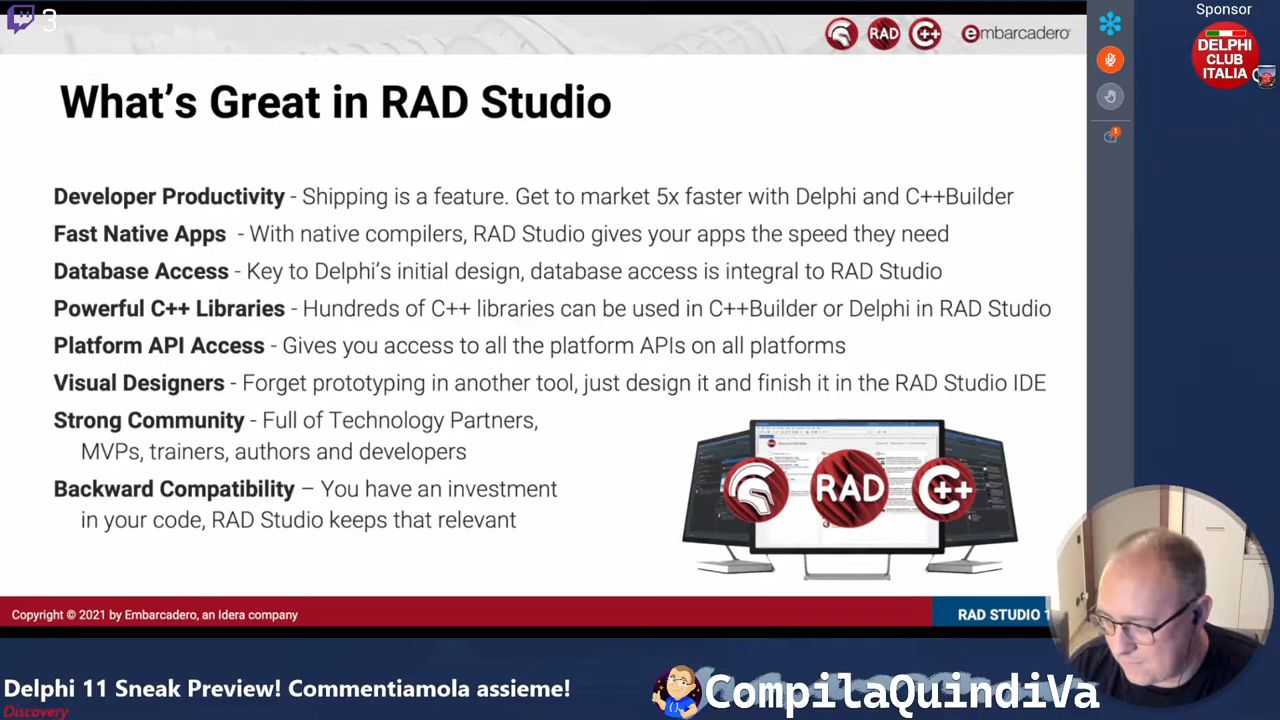 3
RAD
embarcadero
Sponsor
DELPHI
CLUB
ITALIA
What's Great in RAD Studio
1
Developer Productivity - Shipping is a feature. Get to market 5x faster with Delphi and C++Builder
Fast Native Apps - With native compilers, RAD Studio gives your apps the speed they need
Database Access - Key to Delphi's initial design, database access is integral to RAD Studio
Powerful C++ Libraries - Hundreds of C++ libraries can be used in C++Builder or Delphi in RAD Studio
Platform API Access - Gives you access to all the platform APIs on all platforms
Visual Designers - Forget prototyping in another tool, just design it and finish it in the RAD Studio IDE
Strong Community - Full of Technology Partners,
MVPs, trainers, authors and developers
Backward Compatibility – You have an investment
in your code, RAD Studio keeps that relevant
RAD
C++
Copyright © 2021 by Embarcadero, an Idera company
RAD STUDIO 1
Delphi 11 Sneak Preview! Commentiamola assieme!
Discovery
CompilaQuindiVa